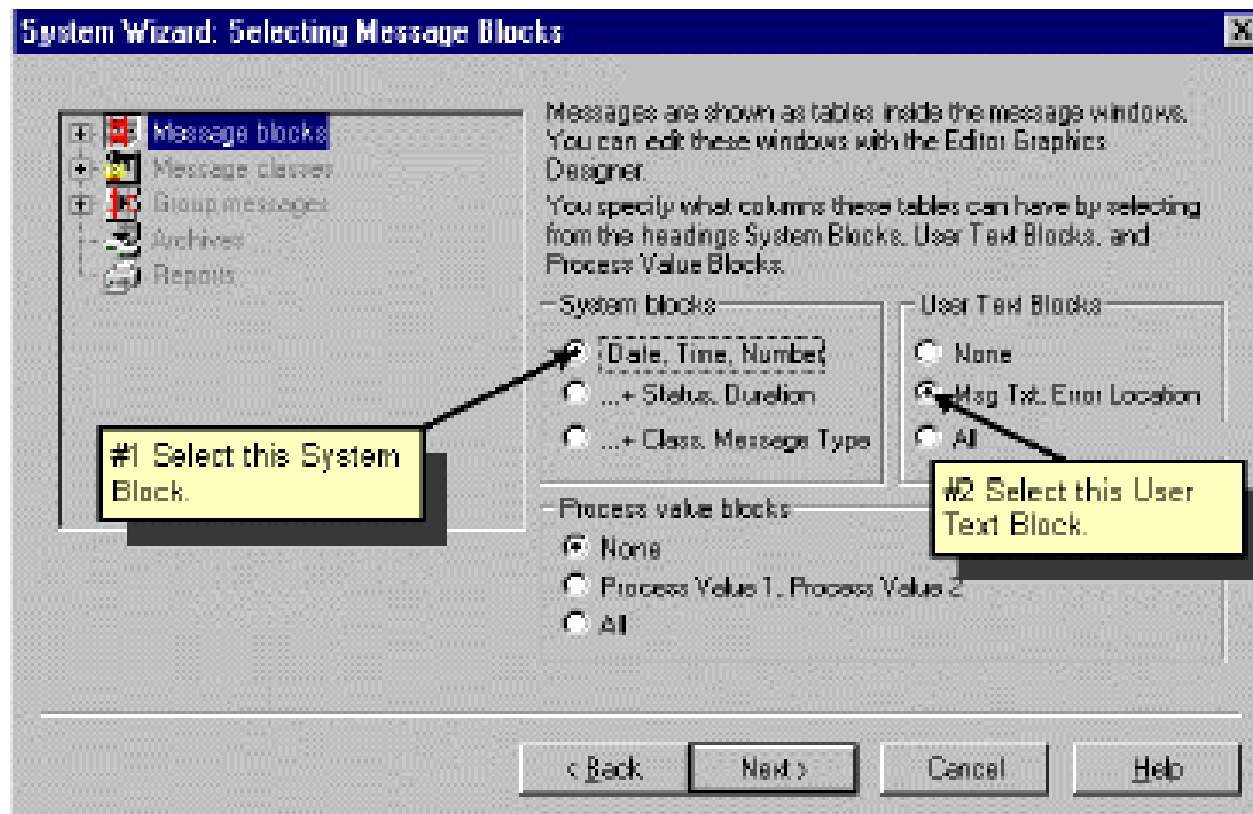 System Wizard: Selecting Message Blocks
Message blocks
Message classes
Group messages
Archives
Reports
Messages are shown as tables inside the message windows.
You can edit these windows with the Editor Graphics
Designer.
You specify what columns these tables can have by selecting
from the headings System Blocks, User Text Blocks, and
Process Value Blocks.
System blocks
Date, Time, Number
...+ Status, Duration
...+ Class, Message Type
User Text Blocks
None
Msg Txt, Error Location
All
#1 Select this System
Block.
#2 Select this User
Text Block.
Process value blocks
None
Process Value 1, Process Value 2
All
< Back
Next >
Cancel
Help